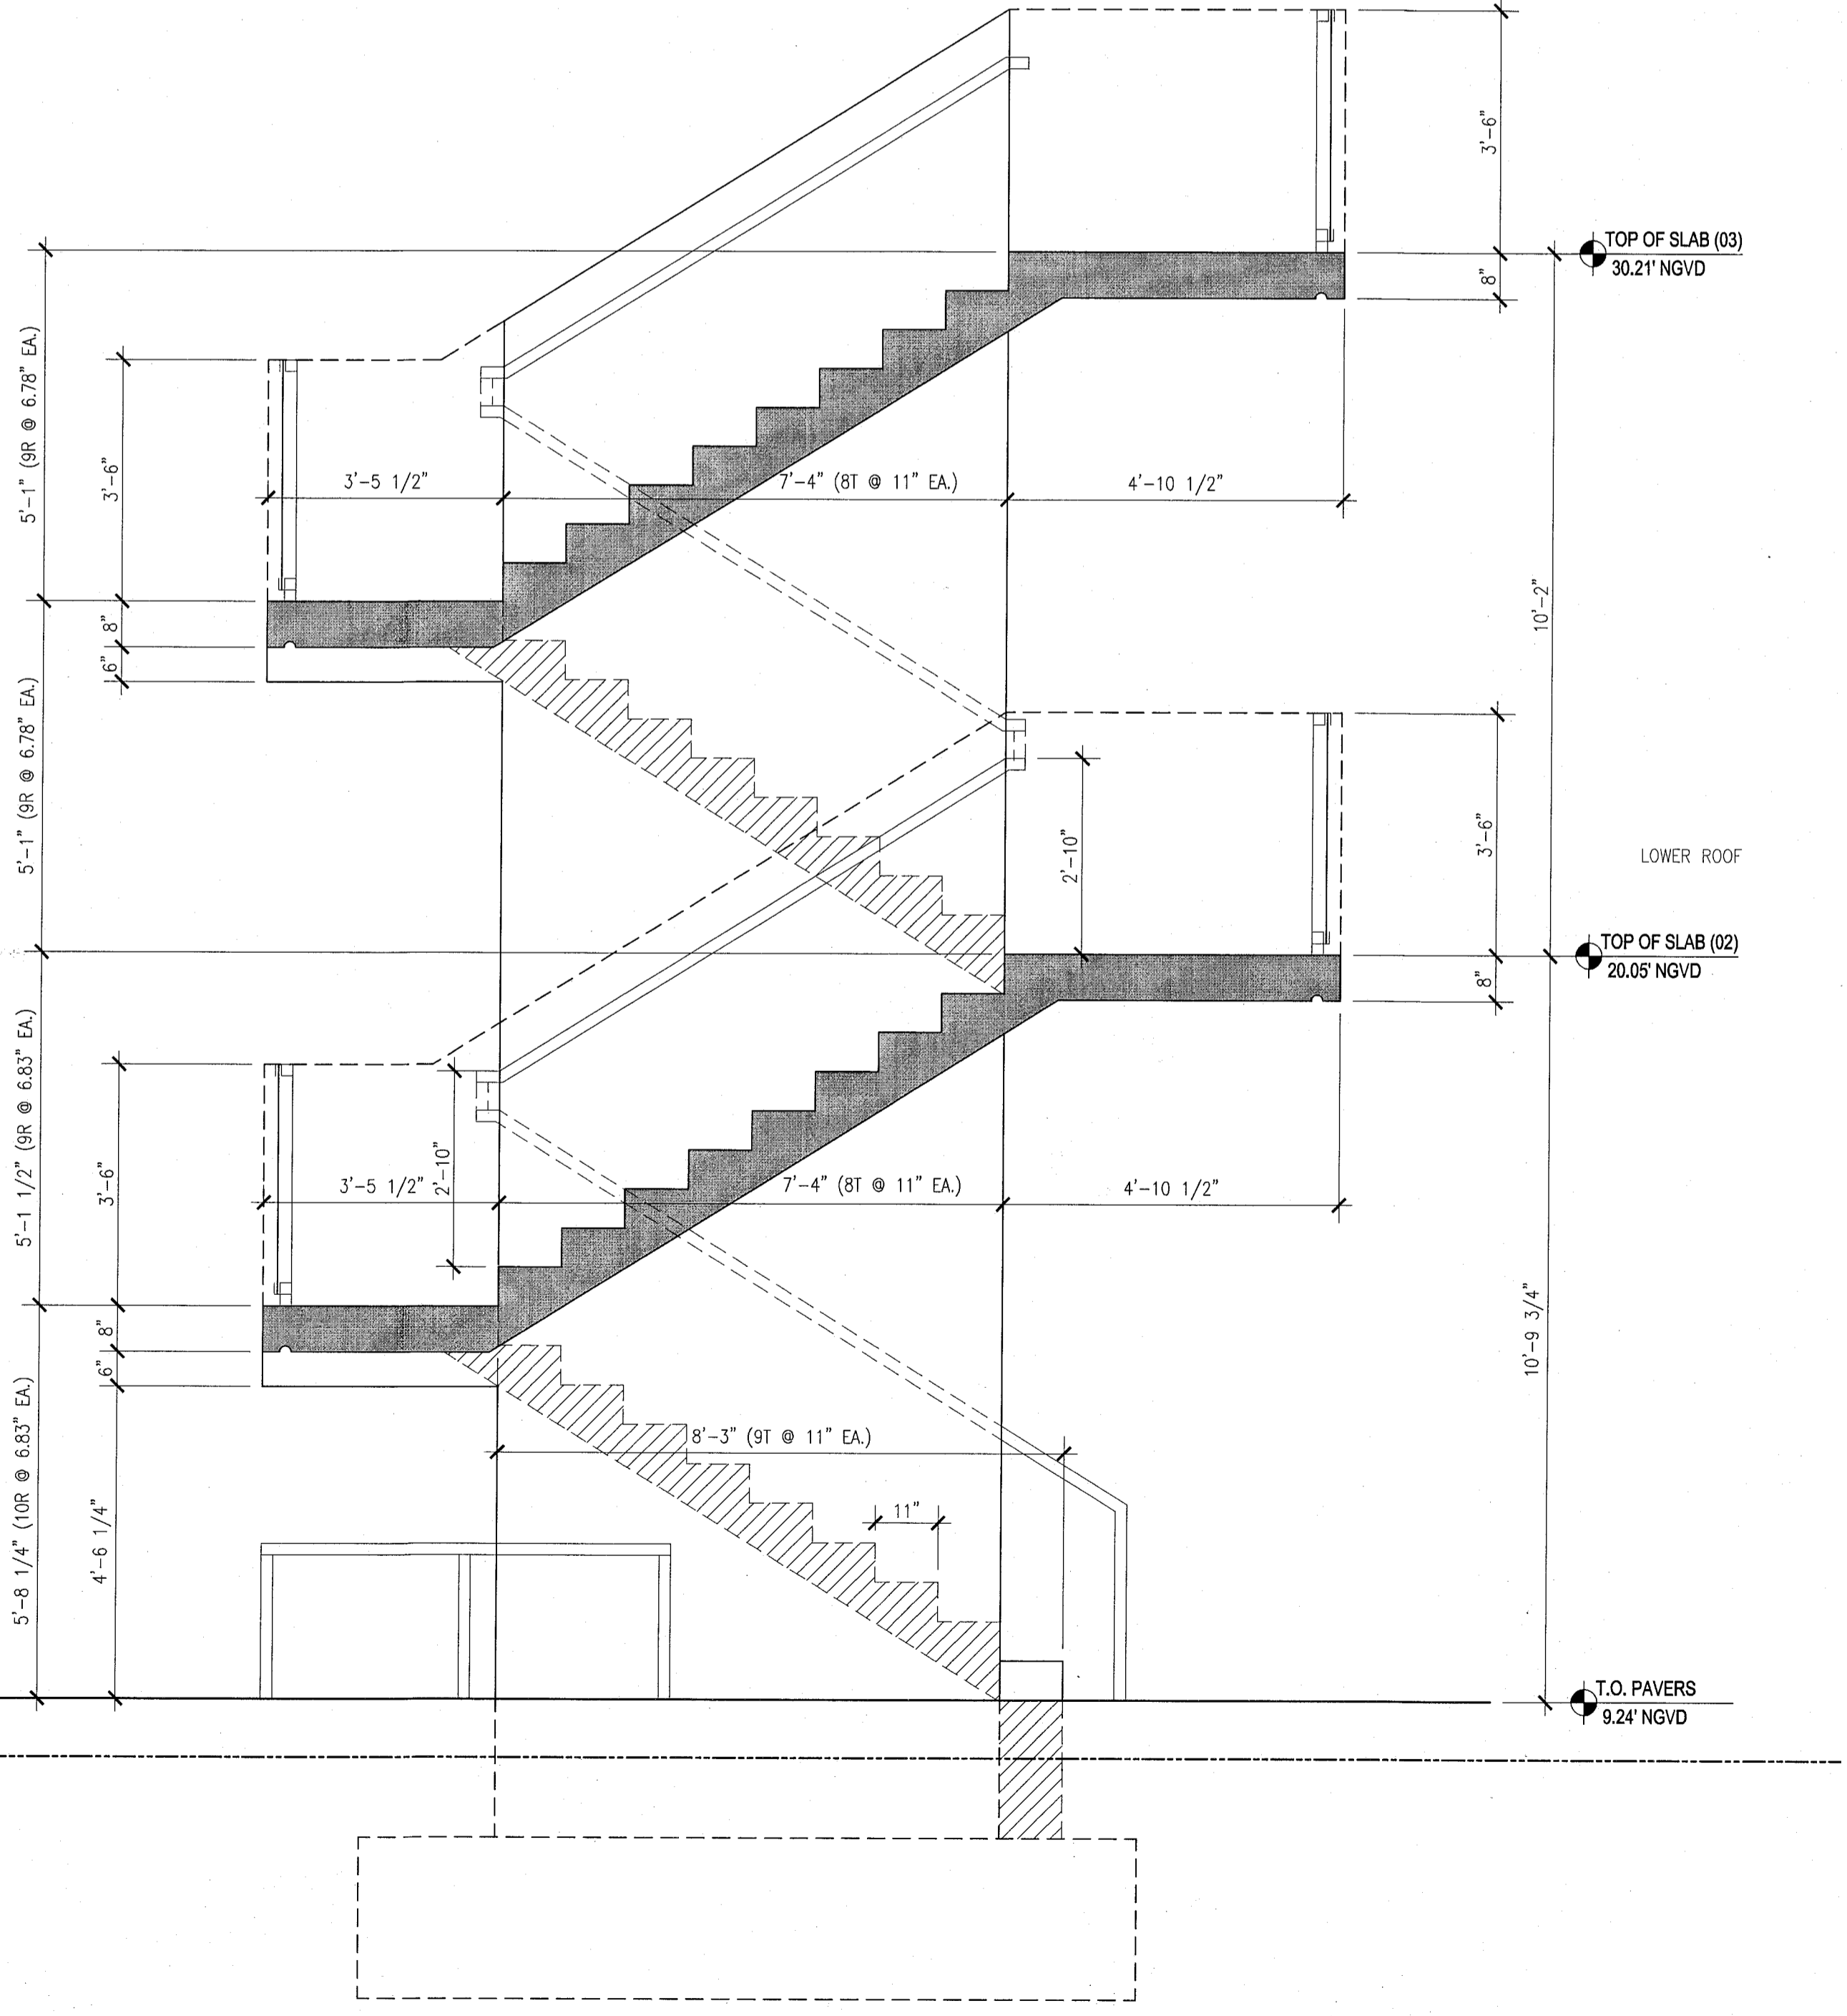 3'-6"
TOP OF SLAB (03)
30.21' NGVD
8"
5'-1" (9R @ 6.78" EA.)
3'-6"
3'-5 1/2"
7'-4" (8T @ 11" EA.)
4'-10 1/2"
10'-2"
8"
6"
5'-1" (9R @ 6.78" EA.)
2'-10"
3'-6"
LOWER ROOF
TOP OF SLAB (02)
20.05' NGVD
8"
5'-1 1/2" (9R @ 6.83" EA.)
3'-6"
2'-10"
3'-5 1/2"
7'-4" (8T @ 11" EA.)
4'-10 1/2"
8"
6"
10'-9 3/4"
8'-3" (9T @ 11" EA.)
5'-8 1/4" (10R @ 6.83" EA.)
4'-6 1/4"
11"
T.O. PAVERS
9.24' NGVD